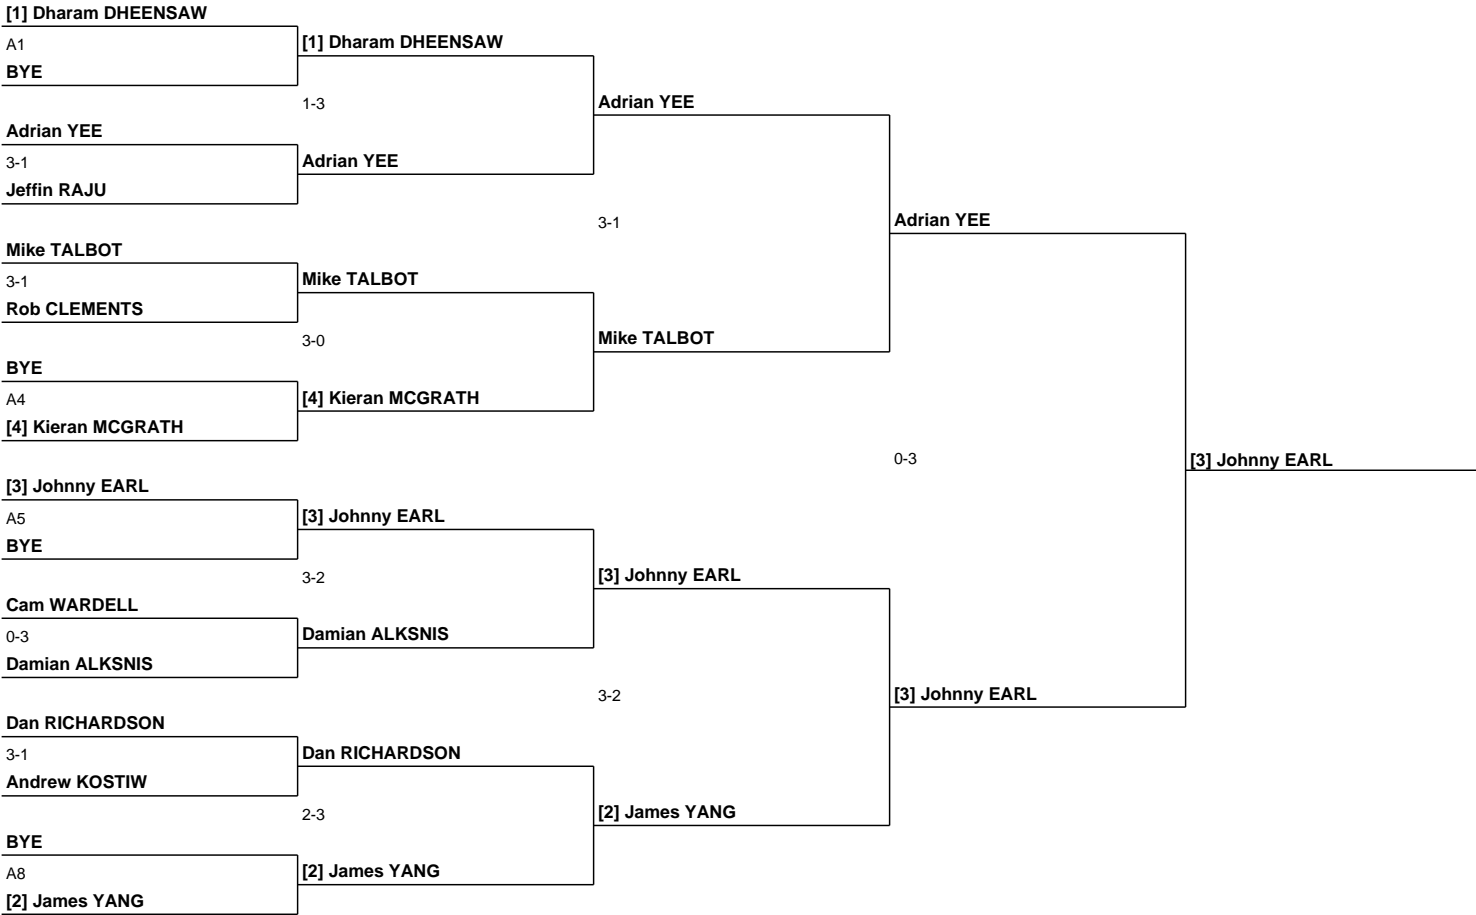 [1] Dharam DHEENSAW
A1
BYE
Adrian YEE
3-1
Jeffin RAJU
Mike TALBOT
3-1
Rob CLEMENTS
BYE
A4
[4] Kieran MCGRATH
[3] Johnny EARL
A5
BYE
Cam WARDELL
0-3
Damian ALKSNIS
Dan RICHARDSON
3-1
Andrew KOSTIW
BYE
A8
[2] James YANG
[1] Dharam DHEENSAW
1-3
Adrian YEE
Mike TALBOT
3-0
[4] Kieran MCGRATH
[3] Johnny EARL
3-2
Damian ALKSNIS
Dan RICHARDSON
2-3
[2] James YANG
Adrian YEE
3-1
Mike TALBOT
[3] Johnny EARL
3-2
[2] James YANG
Adrian YEE
0-3
[3] Johnny EARL
[3] Johnny EARL